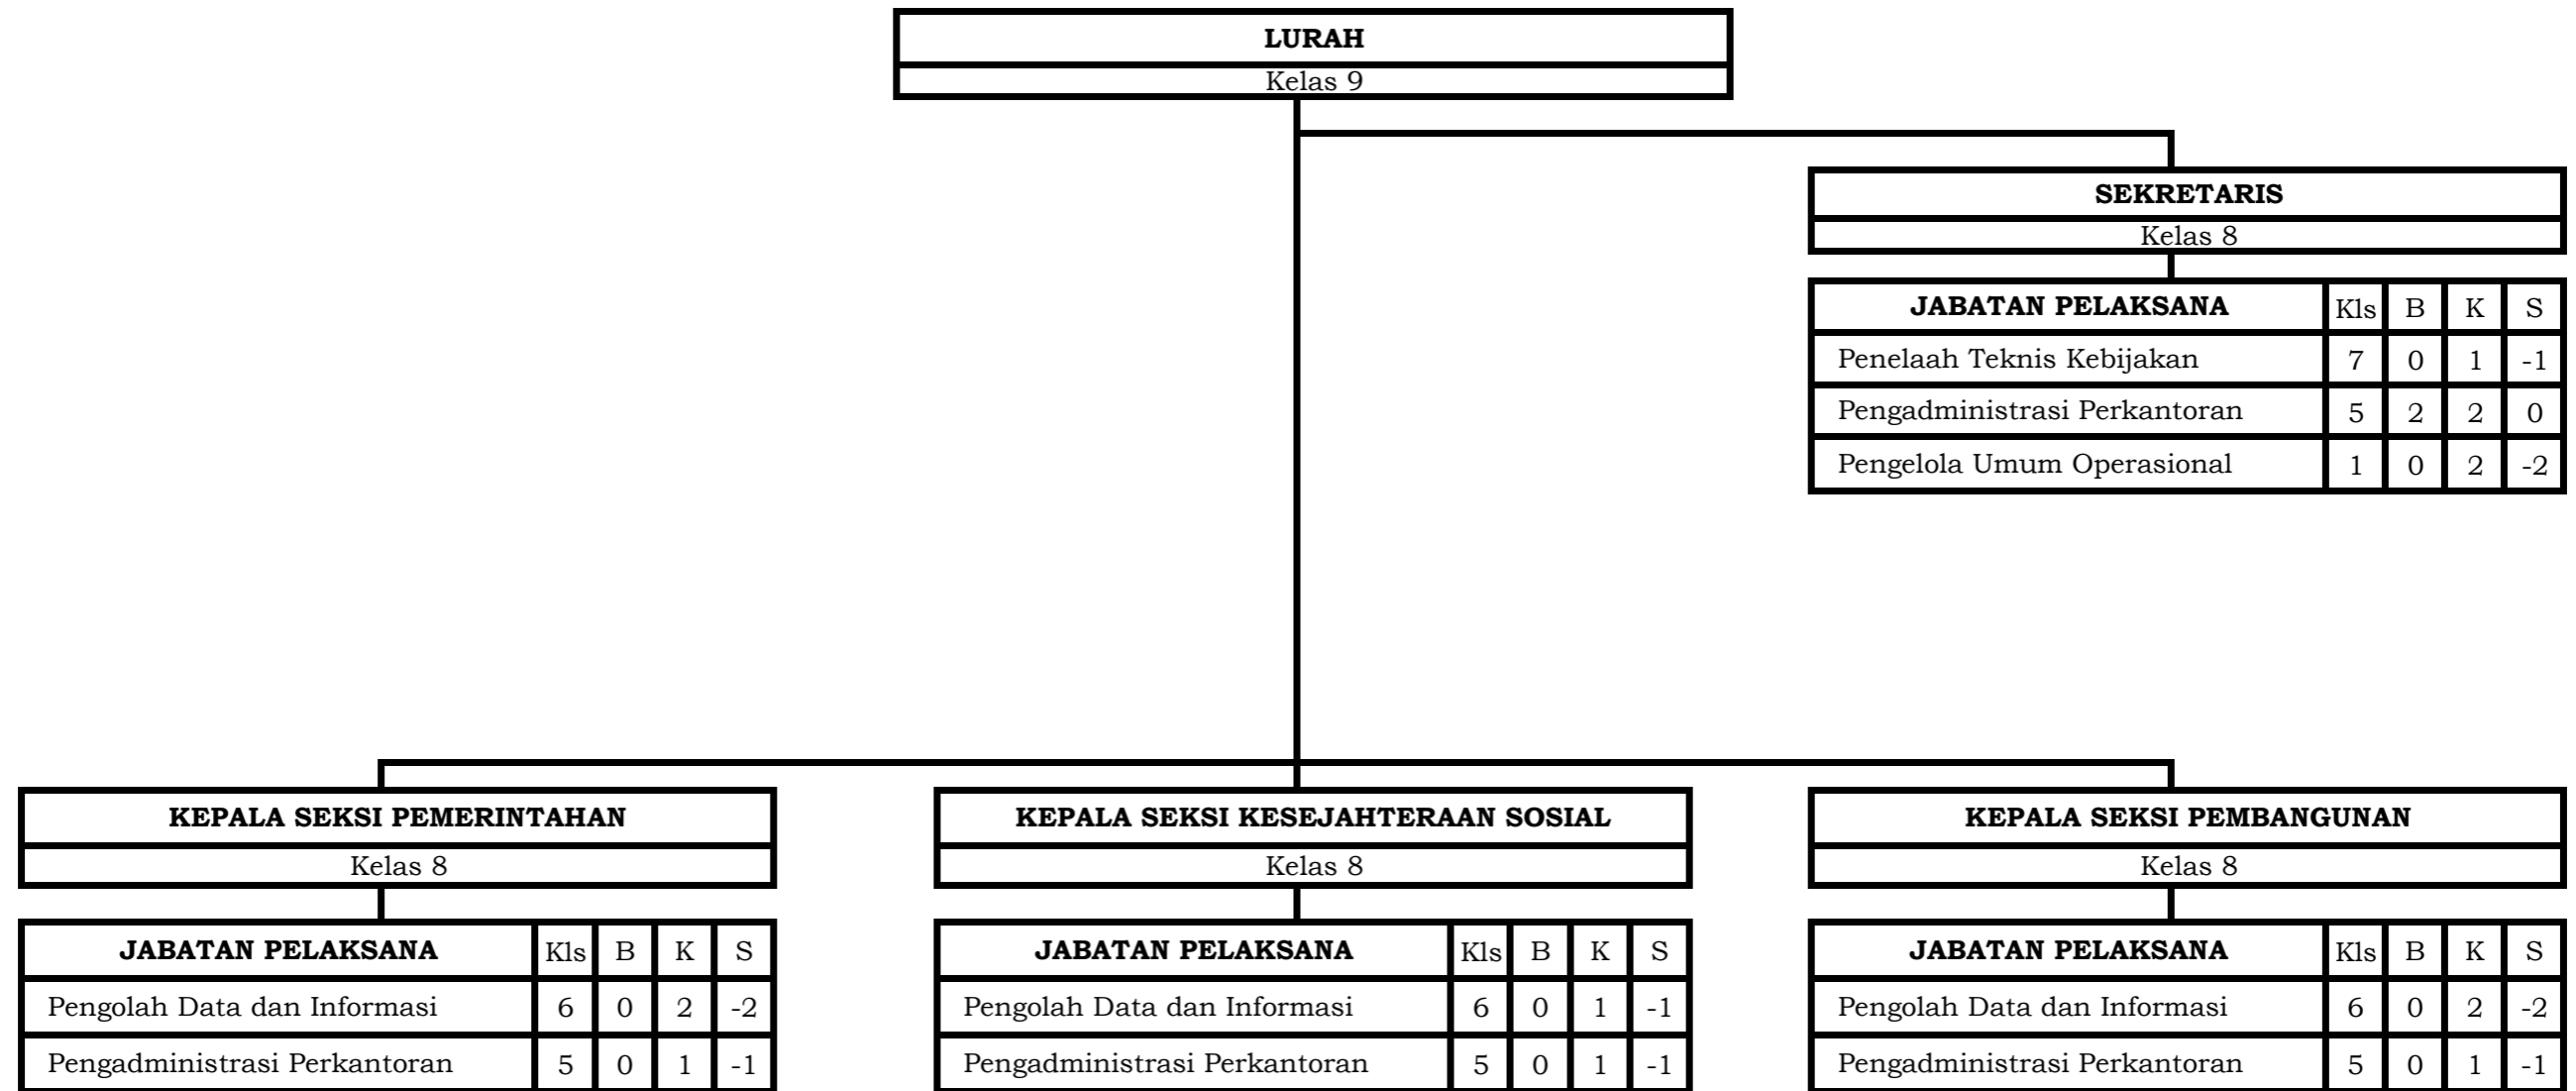 LURAH
Kelas 9
SEKRETARIS
Kelas 8
JABATAN PELAKSANA Kls B K S
Penelaah Teknis Kebijakan 7 0 1 -1
Pengadministrasi Perkantoran 5 2 2 0
Pengelola Umum Operasional 1 0 2 -2
KEPALA SEKSI PEMERINTAHAN
Kelas 8
JABATAN PELAKSANA Kls B K S
Pengolah Data dan Informasi 6 0 2 -2
Pengadministrasi Perkantoran 5 0 1 -1
KEPALA SEKSI KESEJAHTERAAN SOSIAL
Kelas 8
JABATAN PELAKSANA Kls B K S
Pengolah Data dan Informasi 6 0 1 -1
Pengadministrasi Perkantoran 5 0 1 -1
KEPALA SEKSI PEMBANGUNAN
Kelas 8
JABATAN PELAKSANA Kls B K S
Pengolah Data dan Informasi 6 0 2 -2
Pengadministrasi Perkantoran 5 0 1 -1